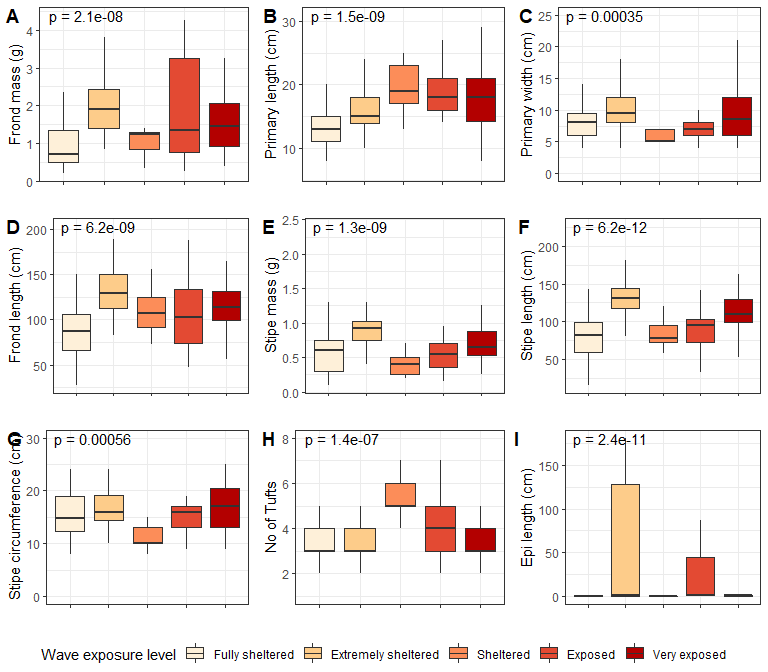 A
p = 2.1e-08
Frond mass (g)
4
3
2
1
0
B
p = 1.5e-09
Primary length (cm)
30
20
10
C
p = 0.00035
Primary width (cm)
25
20
15
10
5
0
D
p = 6.2e-09
Frond length (cm)
200
150
100
50
E
p = 1.3e-09
Stipe mass (g)
2.5
2.0
1.5
1.0
0.5
0.0
F
p = 6.2e-12
Stipe length (cm)
200
150
100
50
G
p = 0.00056
Stipe circumference (cm)
30
20
10
0
H
p = 1.4e-07
No of Tufts
8
6
4
2
I
p = 2.4e-11
Epi length (cm)
150
100
50
0
Wave exposure level
Fully sheltered
Extremely sheltered
Sheltered
Exposed
Very exposed